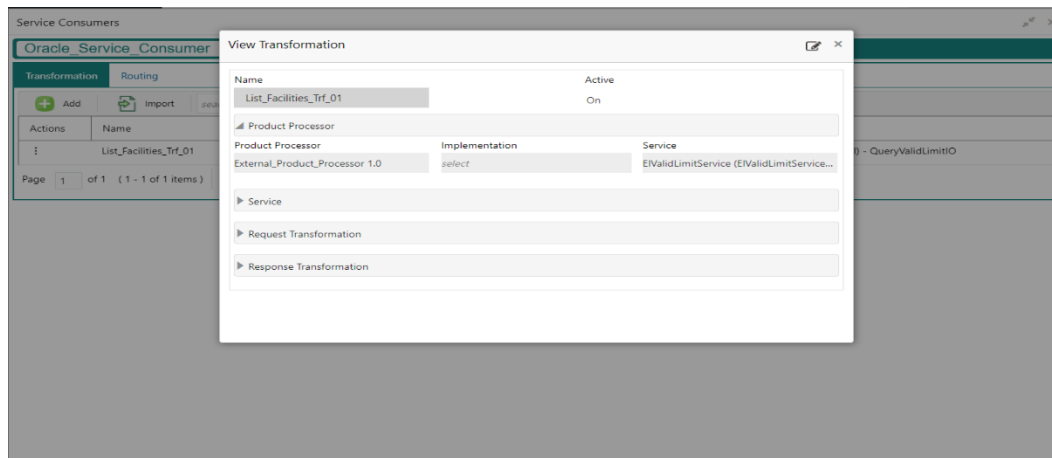 Service Consumers
Oracle_Service_Consumer
Transformation Routing
Add Import
Actions Name
List_Facilities_Trf_01 - QueryValidLimitIO
Page 1 of 1 (1 - 1 of 1 items)
View Transformation
Name Active
List_Facilities_Trf_01 On
Product Processor
Product Processor Implementation Service
External_Product_Processor 1.0 select EIValidLimitService (EIValidLimitService...
Service
Request Transformation
Response Transformation